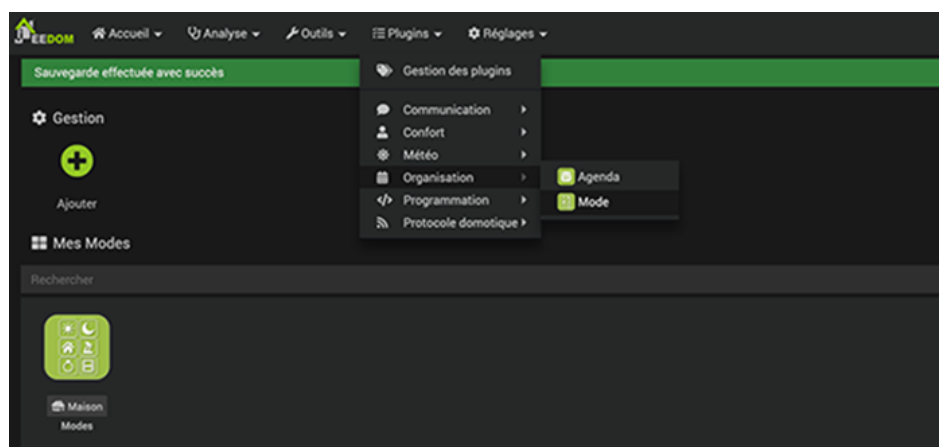 JEEDOM Accueil Analyse Outils Plugins Réglages
Sauvegarde effectuée avec succès
Gestion des plugins
Gestion
Communication
Confort
Météo
Organisation
Agenda
Programmation
Mode
Ajouter
Protocole domotique
Mes Modes
Rechercher
Maison
Modes